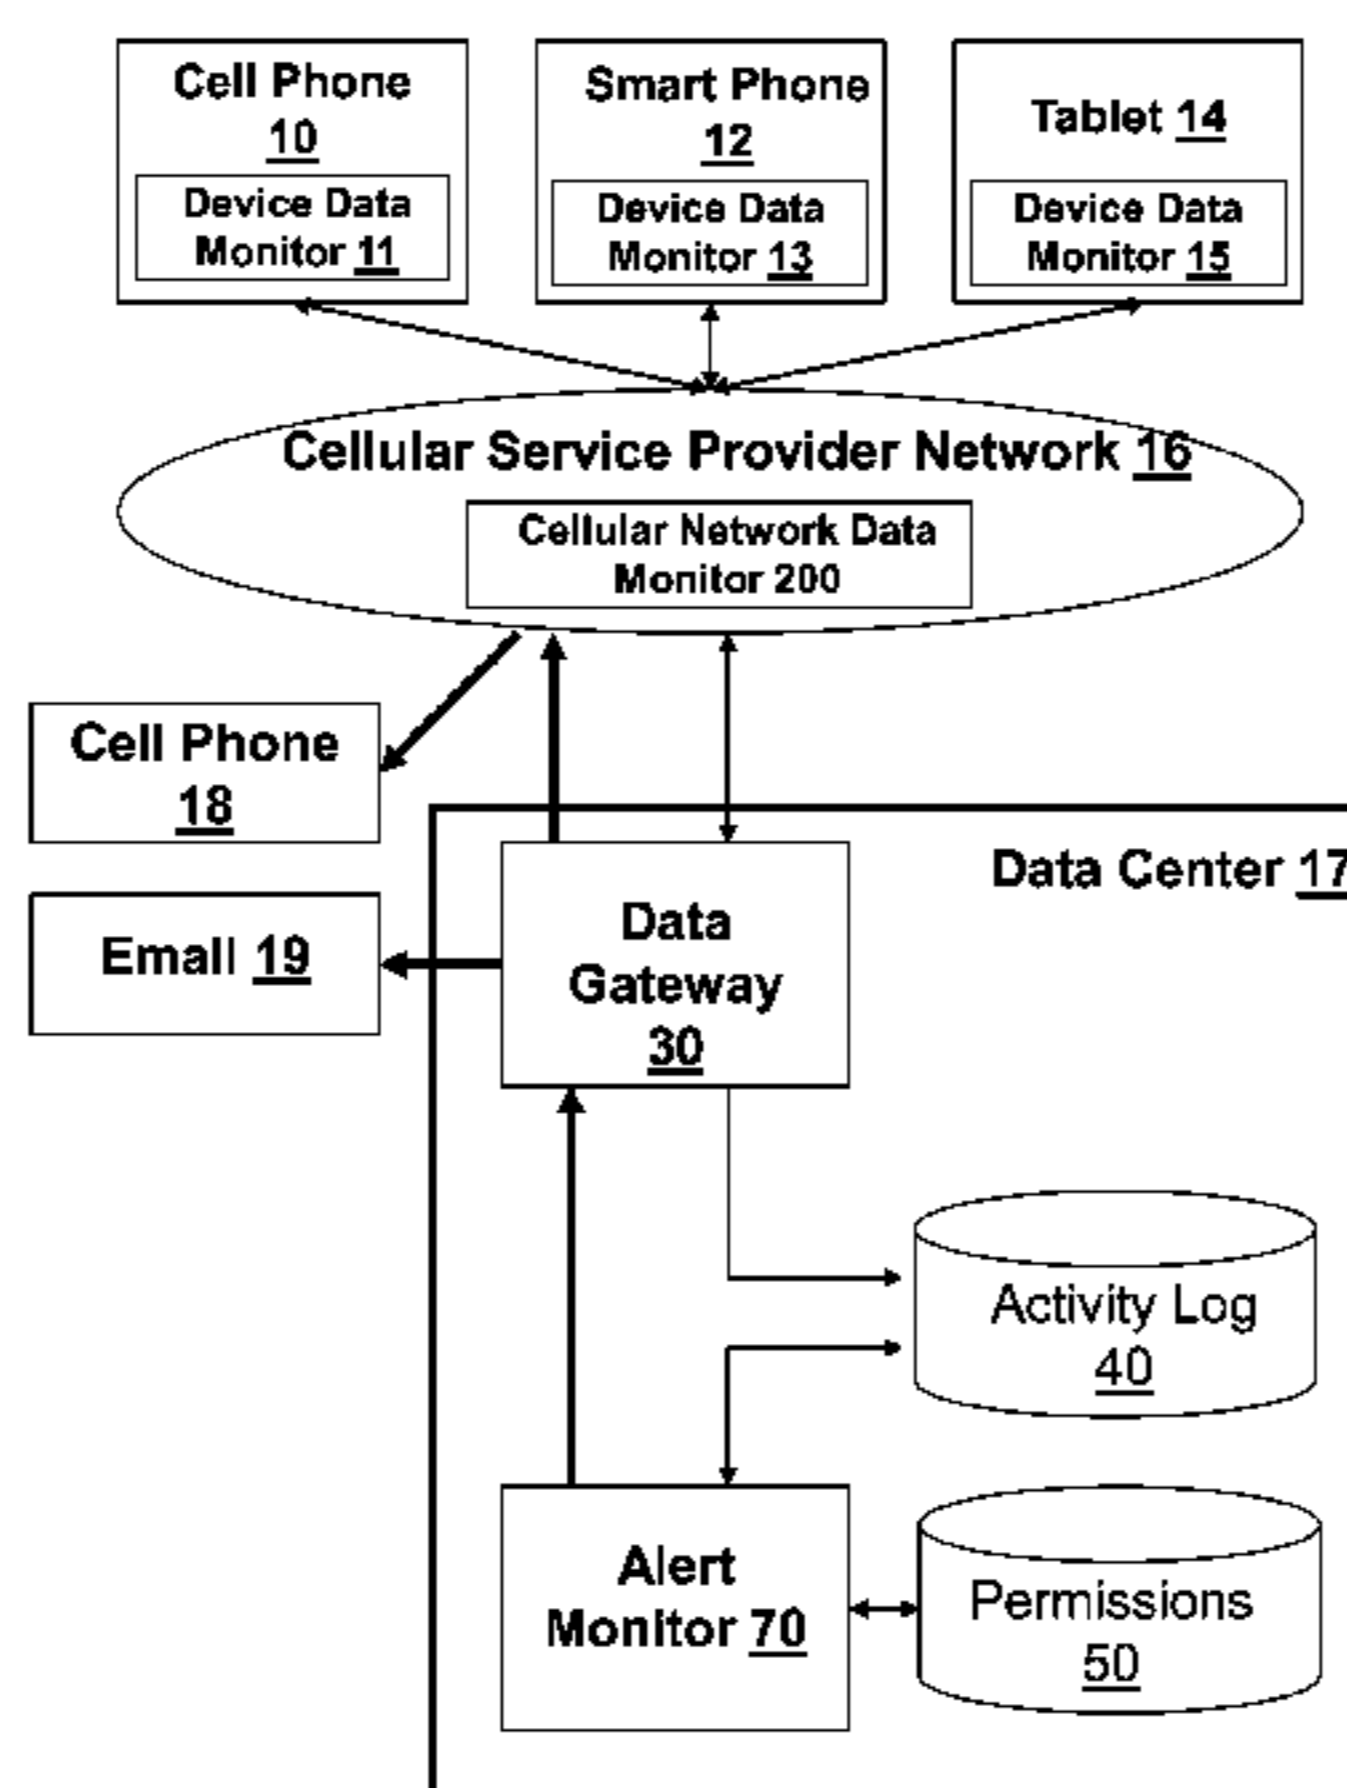 Cell Phone
10
Device Data
Monitor 11
Smart Phone
12
Device Data
Monitor 13
Tablet 14
Device Data
Monitor 15
Cellular Service Provider Network 16
Cellular Network Data
Monitor 200
Cell Phone
18
Data Center 17
Email 19
Data
Gateway
30
Activity Log
40
Alert
Monitor 70
Permissions
50